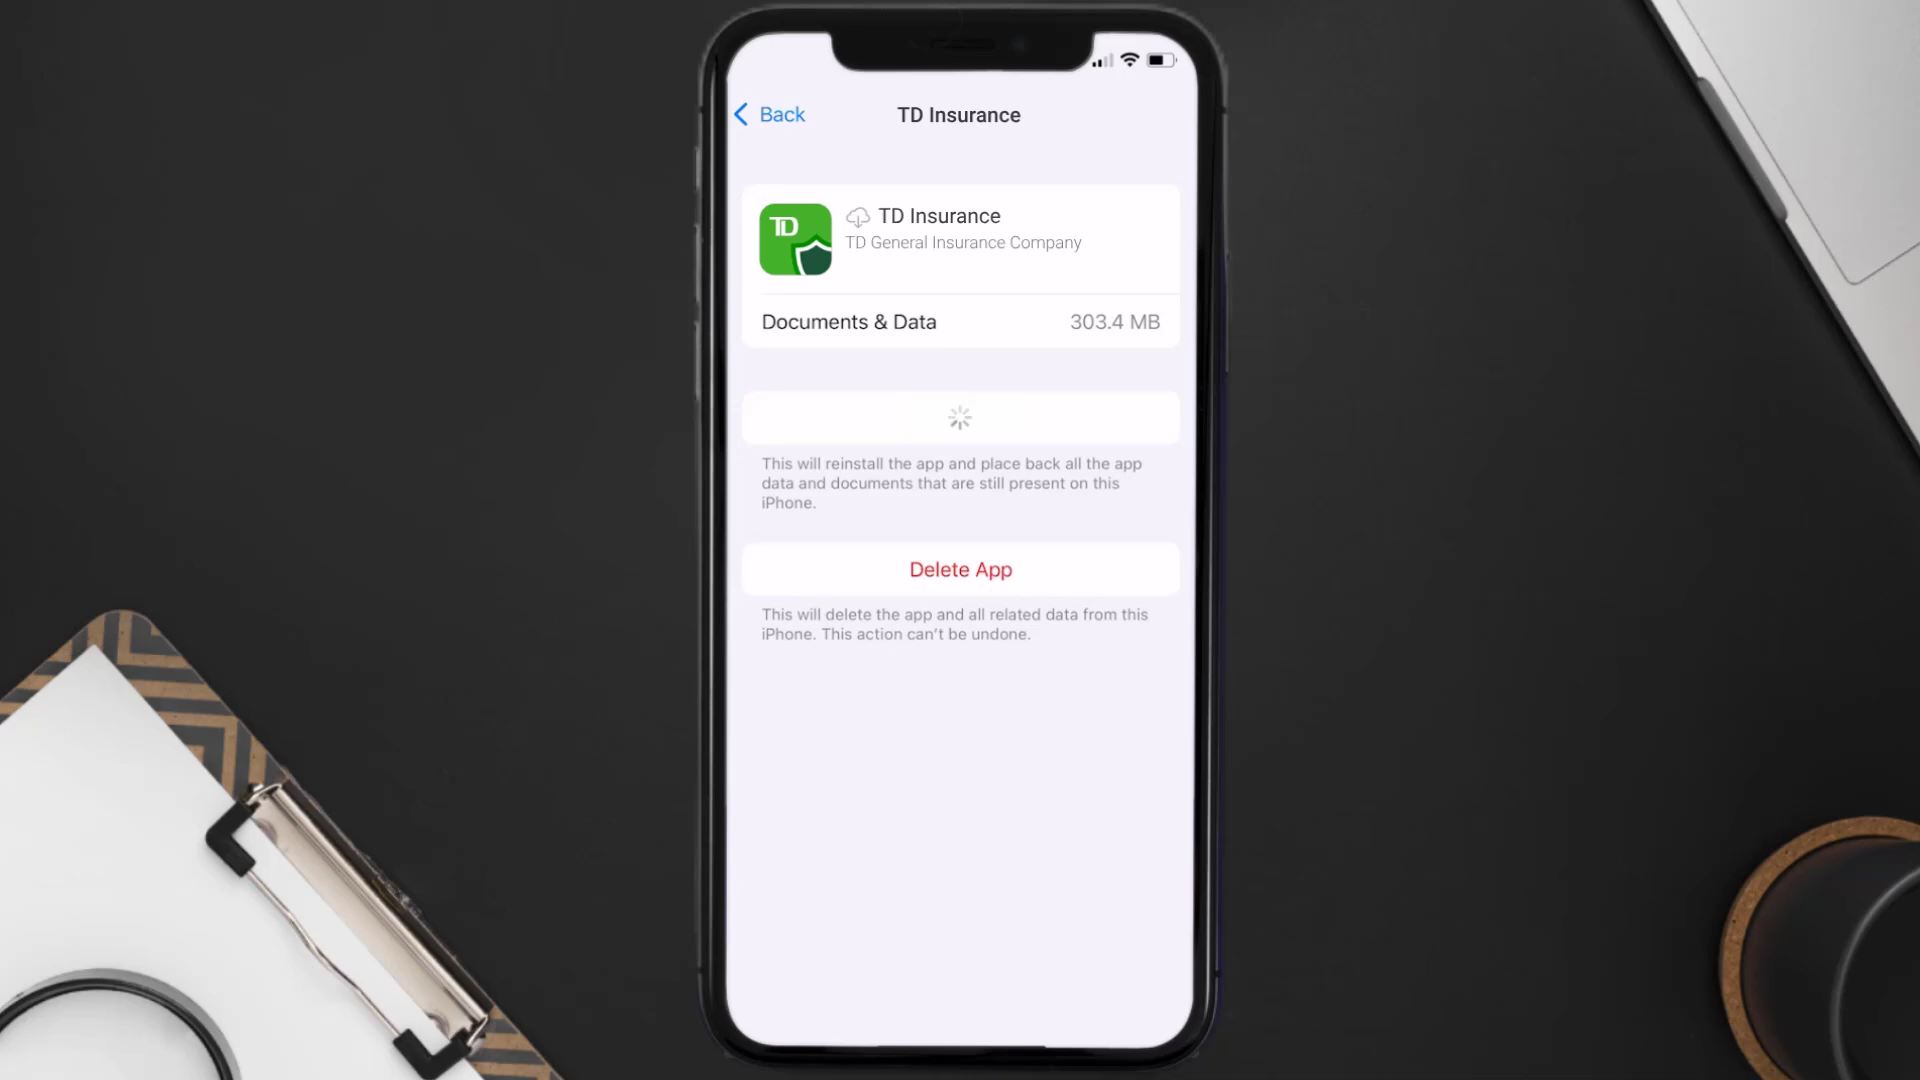 Back
TD Insurance
TD
TD Insurance
TD General Insurance Company
Documents & Data 303.4 MB
This will reinstall the app and place back all the app
data and documents that are still present on this
iPhone.
Delete App
This will delete the app and all related data from this
iPhone. This action can't be undone.